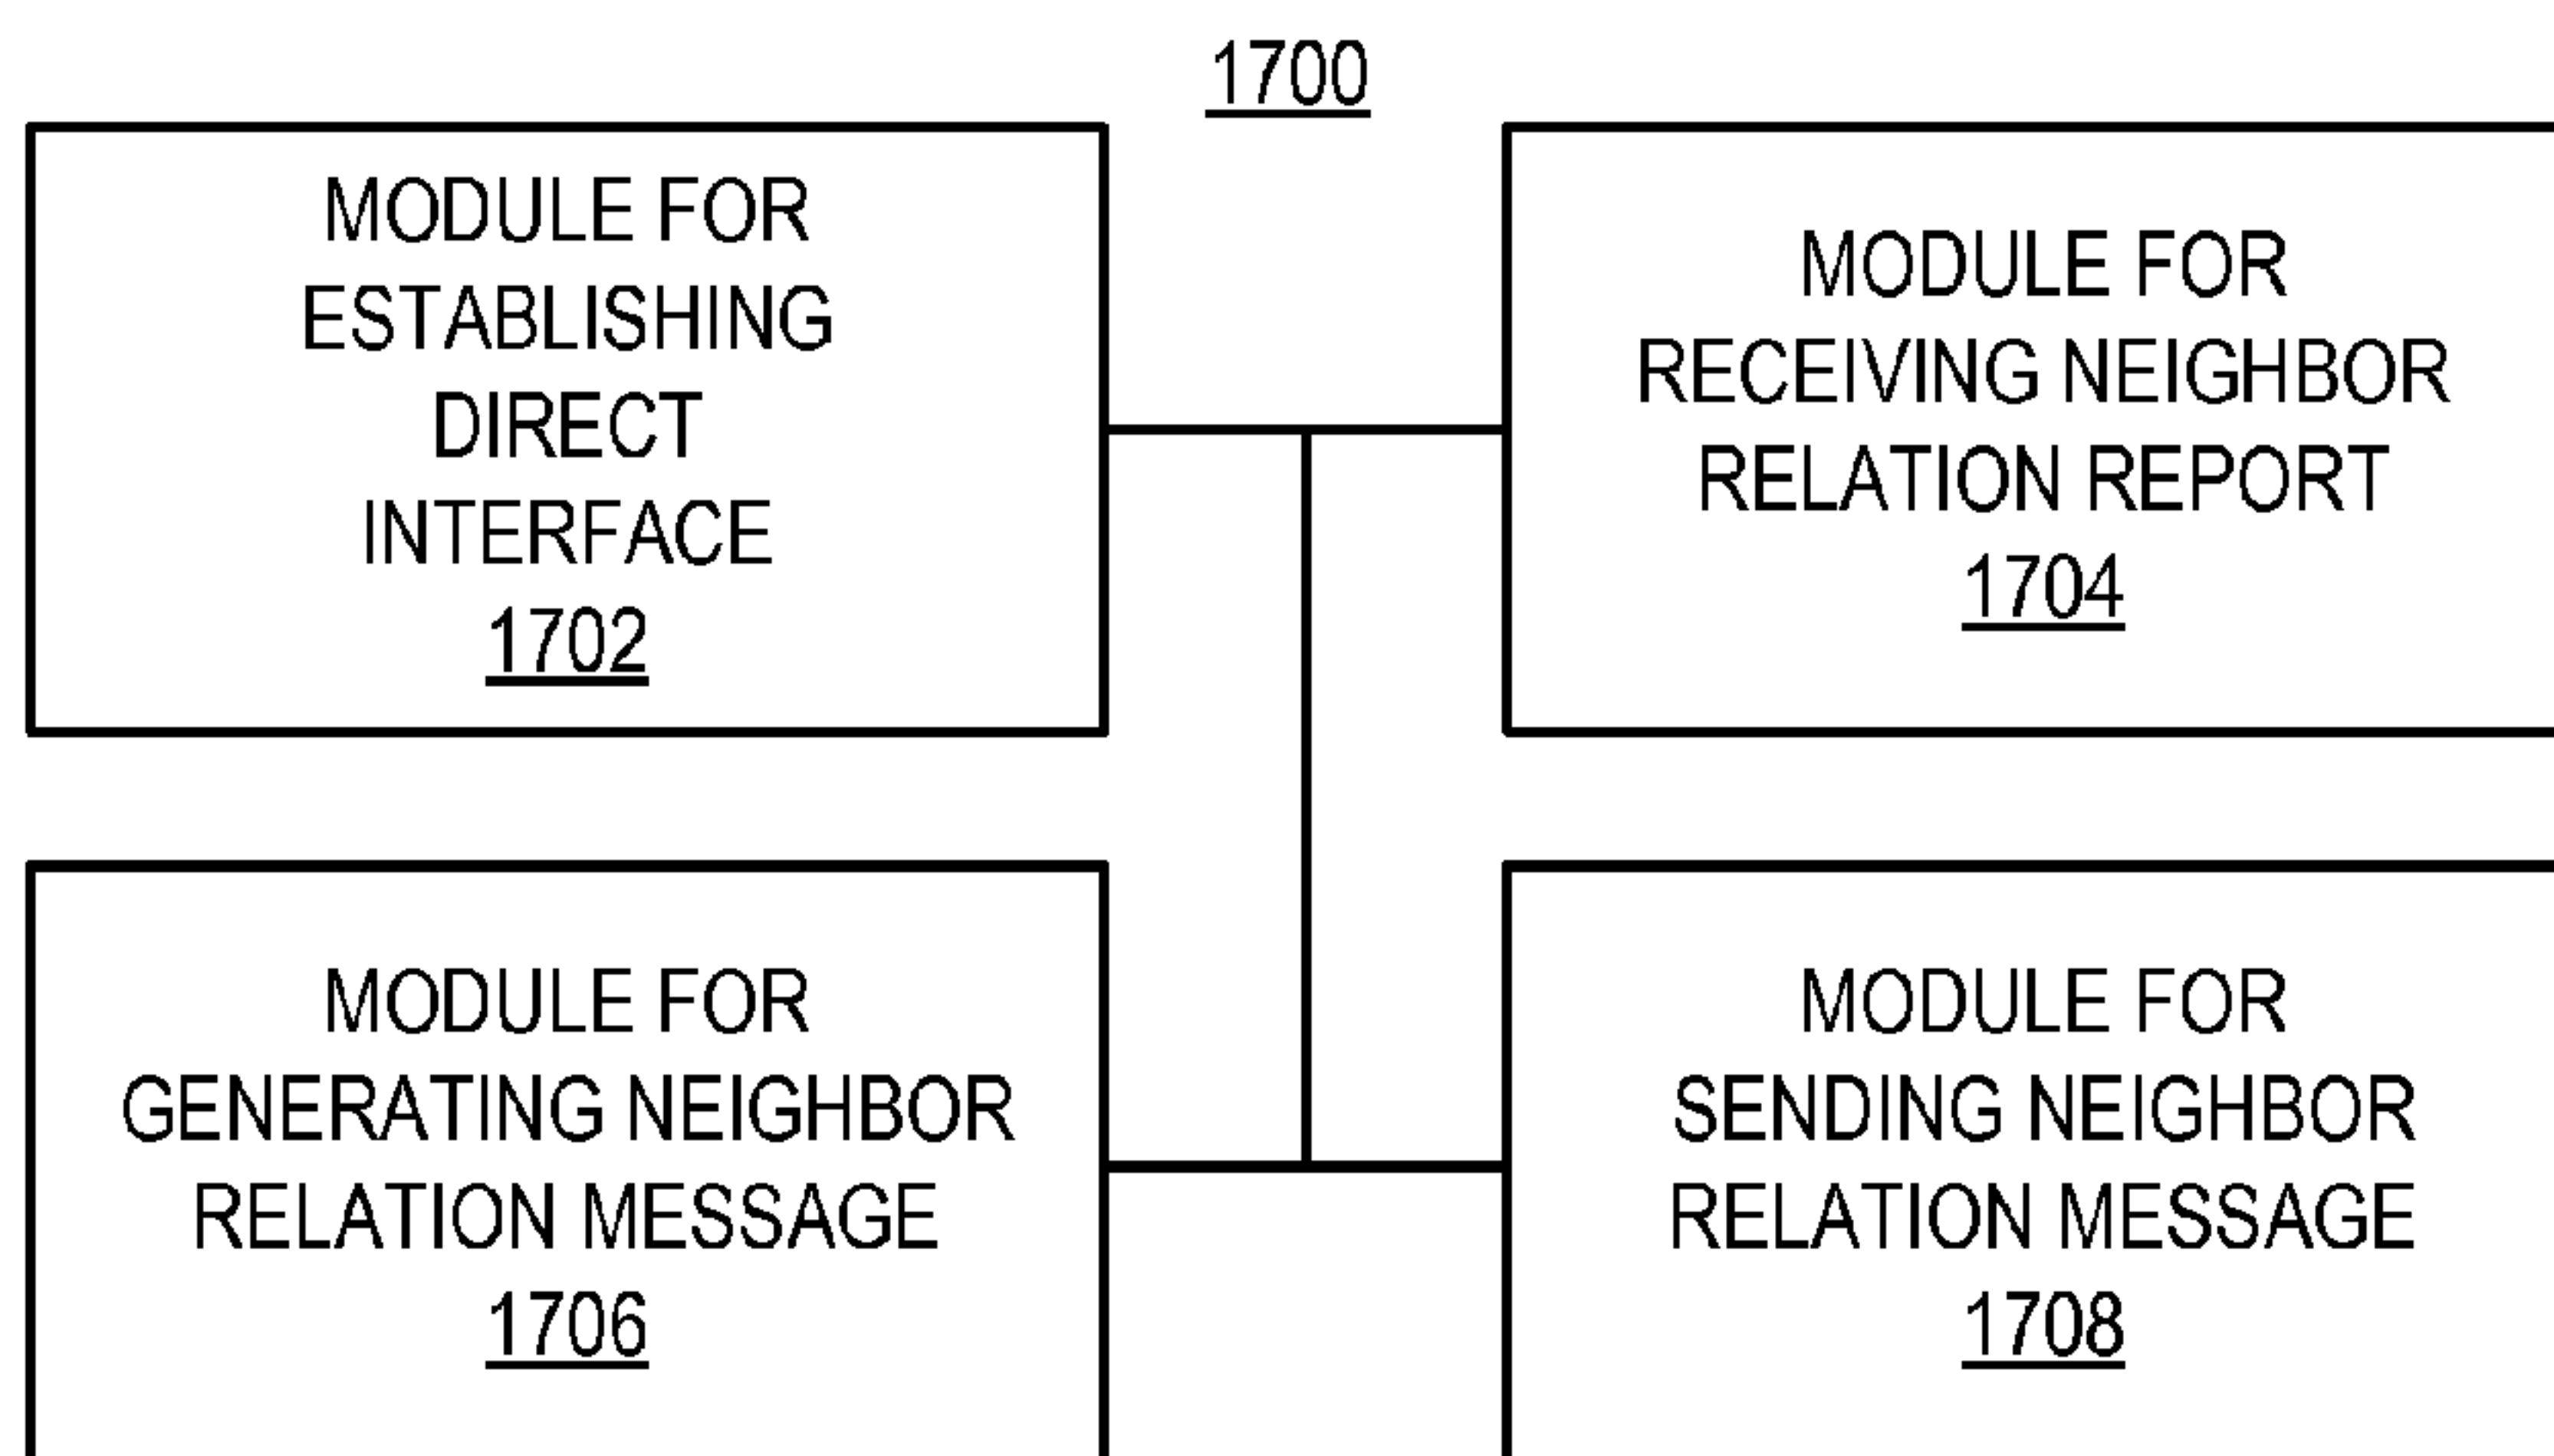 1700
MODULE FOR
ESTABLISHING
DIRECT
INTERFACE
1702
MODULE FOR
RECEIVING NEIGHBOR
RELATION REPORT
1704
MODULE FOR
GENERATING NEIGHBOR
RELATION MESSAGE
1706
MODULE FOR
SENDING NEIGHBOR
RELATION MESSAGE
1708